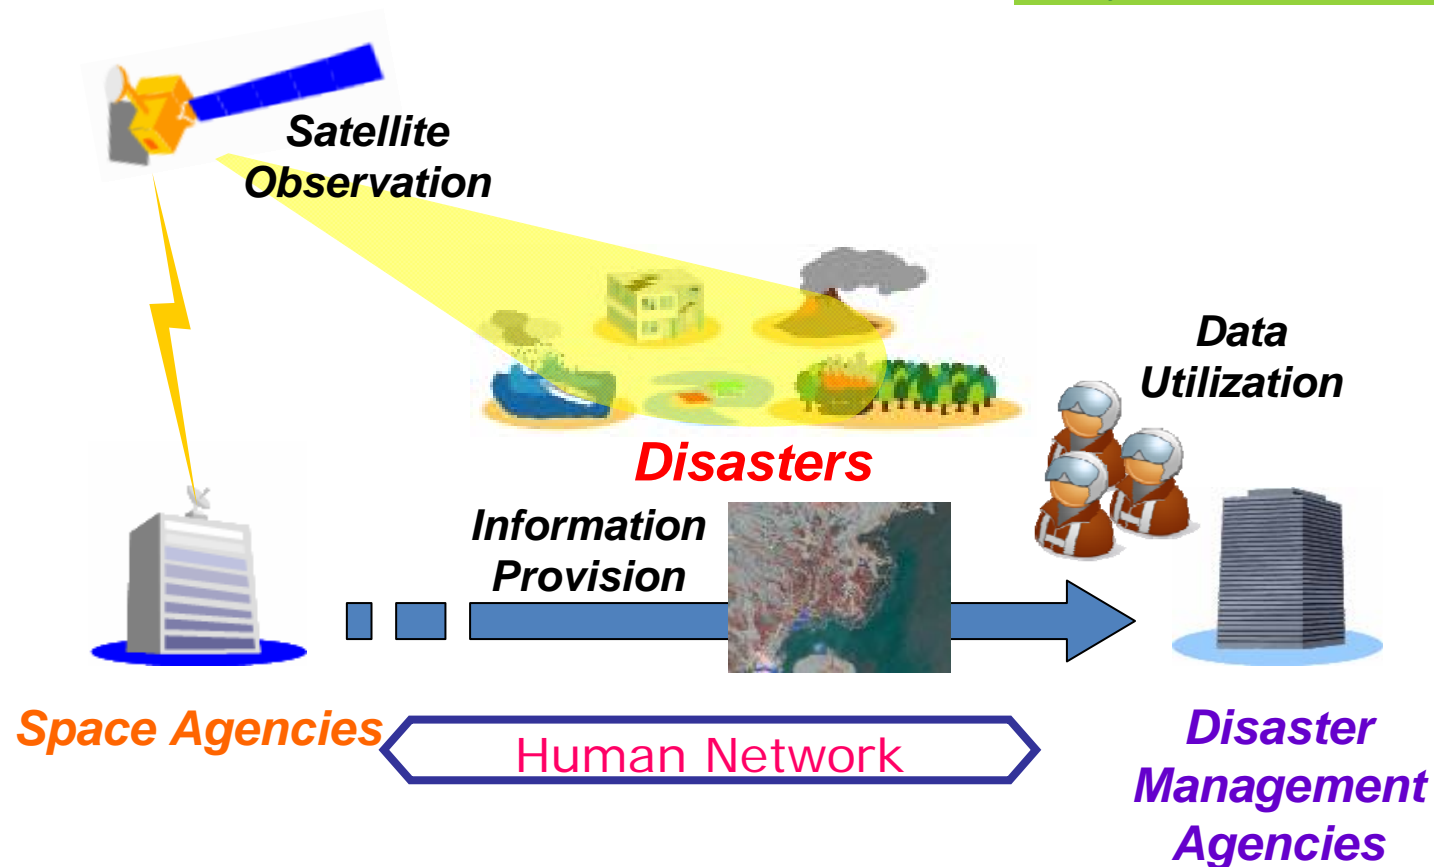 Satellite
Observation
Data
Utilization
Disasters
Information
Provision
Space Agencies
Human Network
Disaster
Management
Agencies